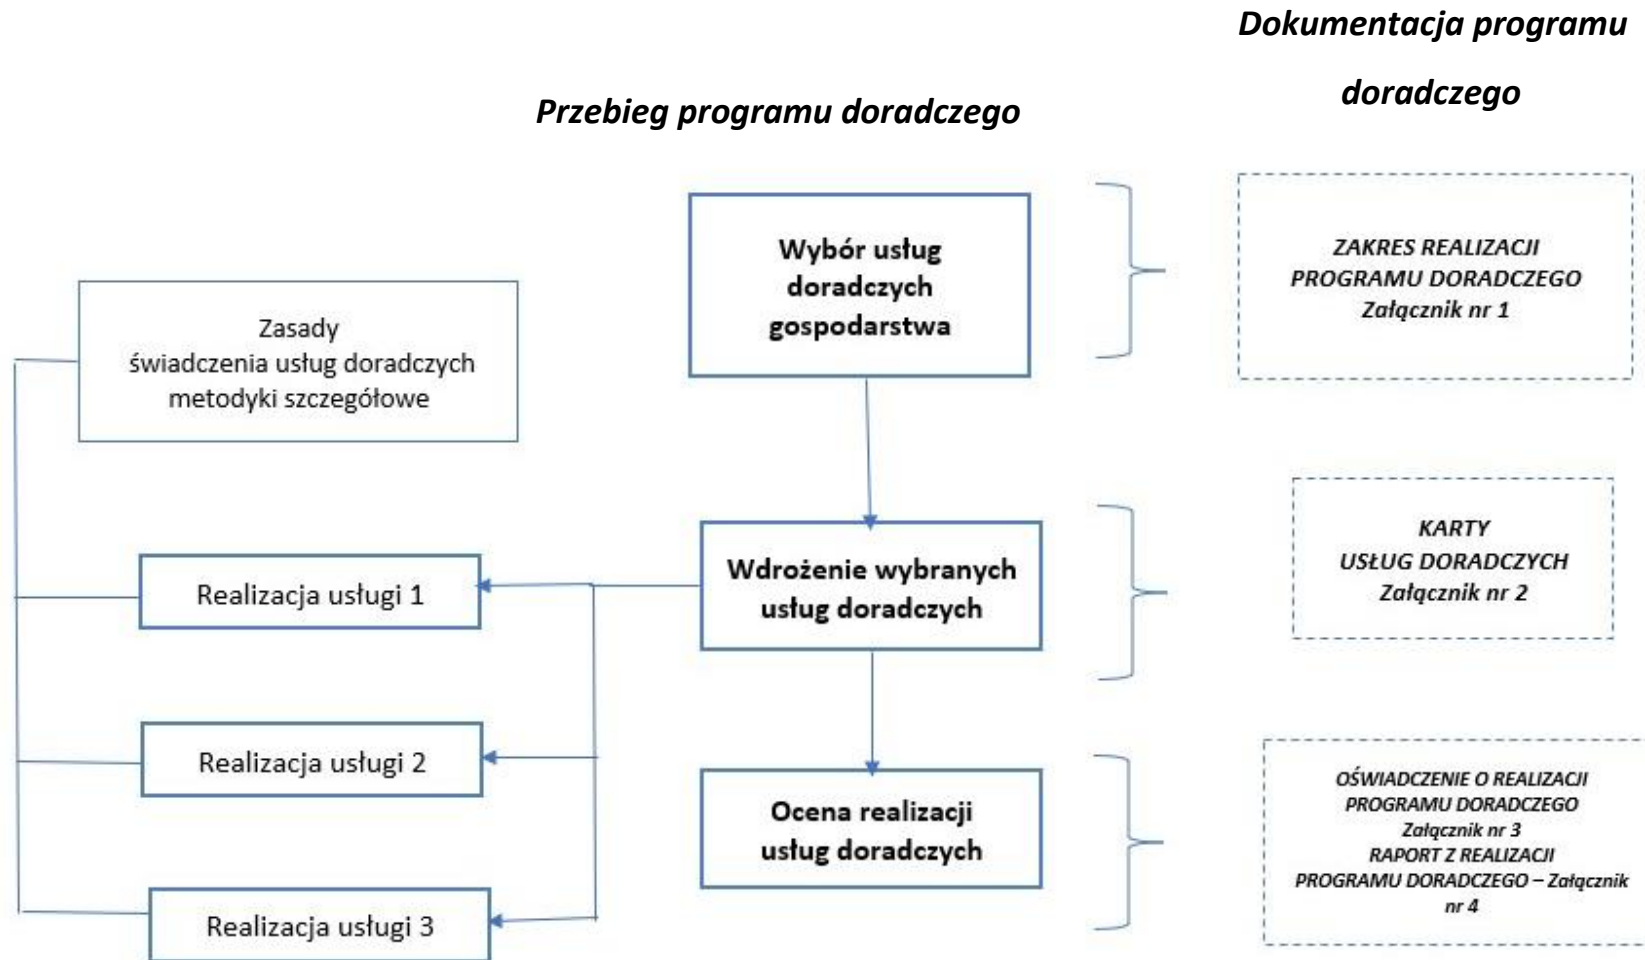 Dokumentacja programu
doradczego
Przebieg programu doradczego
Wybór usług
doradczych
gospodarstwa
ZAKRES REALIZACJI
PROGRAMU DORADCZEGO
Załącznik nr 1
Zasady
świadczenia usług doradczych
metodyki szczegółowe
Wdrożenie wybranych
usług doradczych
KARTY
USŁUG DORADCZYCH
Załącznik nr 2
Realizacja usługi 1
Realizacja usługi 2
Realizacja usługi 3
Ocena realizacji
usług doradczych
OŚWIADCZENIE O REALIZACJI
PROGRAMU DORADCZEGO
Załącznik nr 3
RAPORT Z REALIZACJI
PROGRAMU DORADCZEGO – Załącznik
nr 4